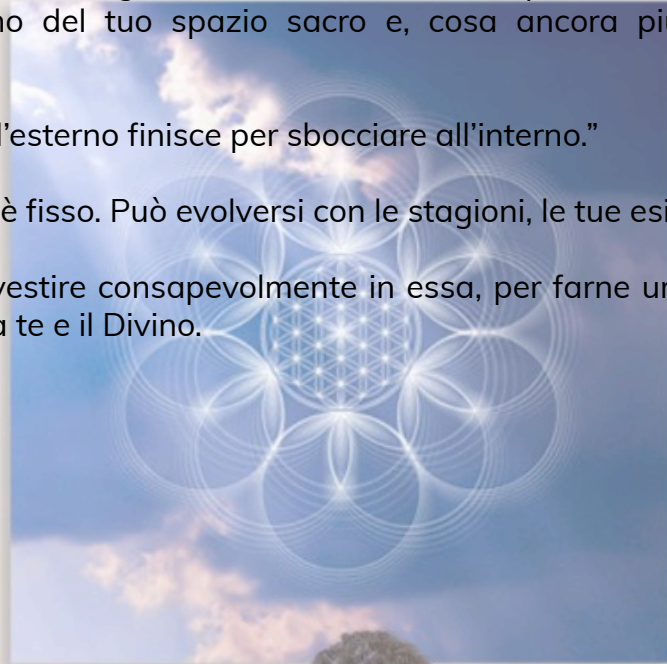 no del tuo spazio sacro e, cosa ancora più
l'esterno finisce per sbocciare all'interno.”
è fisso. Può evolversi con le stagioni, le tue esi
vestire consapevolmente in essa, per farne un
a te e il Divino.